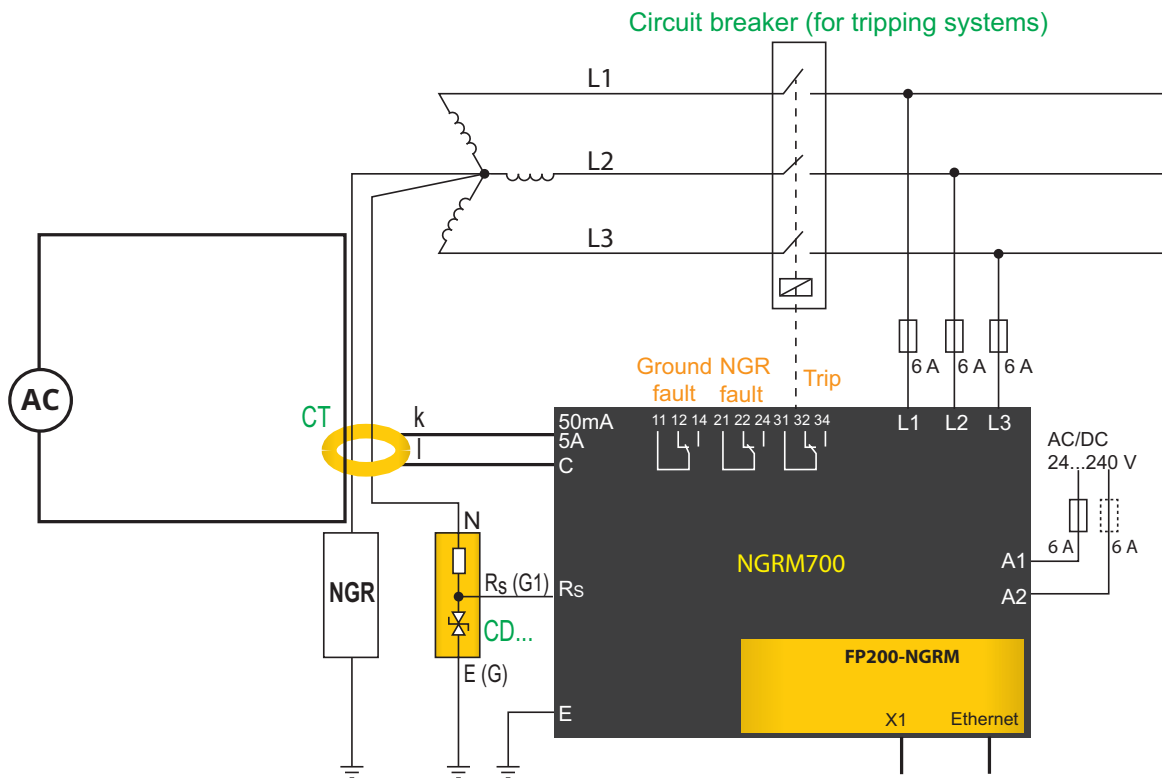 Circuit breaker (for tripping systems)
L1
L2
L3
AC
CT
k
l
NGR
N
Rs (G1)
CD...
E (G)
Ground fault
NGR fault
Trip
6 A
6 A
6 A
50mA
5A
C
11 12 14 21 22 24 31 32 34
L1 L2 L3
AC/DC
24...240 V
6 A
6 A
NGRM700
A1
A2
Rs
E
FP200-NGRM
X1
Ethernet